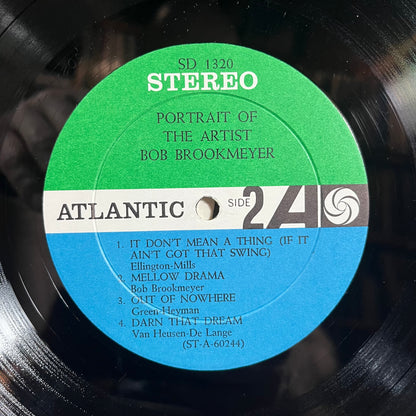 SD 1320
STEREO
PORTRAIT OF
THE ARTIST
BOB BROOKMEYER
ATLANTIC SIDE 2 A
1. IT DON'T MEAN A THING (IF IT
AIN'T GOT THAT SWING)
Ellington-Mills
2. MELLOW DRAMA
Bob Brookmeyer
3. OUT OF NOWHERE
Green-Heyman
4. DARN THAT DREAM
Van Heusen-De Lange
(ST-A-60244)